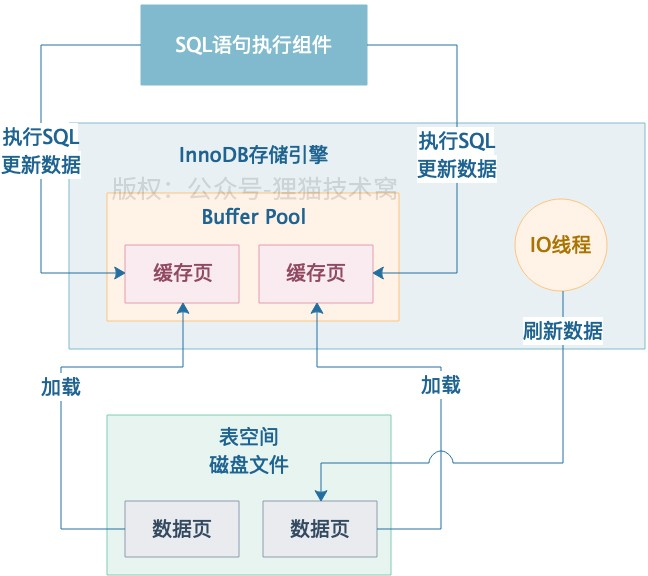 SQL语句执行组件
执行SQL
更新数据
执行SQL
更新数据
InnoDB存储引擎
版权：公众号-狸猫技术窝
Buffer Pool
缓存页
缓存页
IO线程
刷新数据
加载
加载
表空间
磁盘文件
数据页
数据页